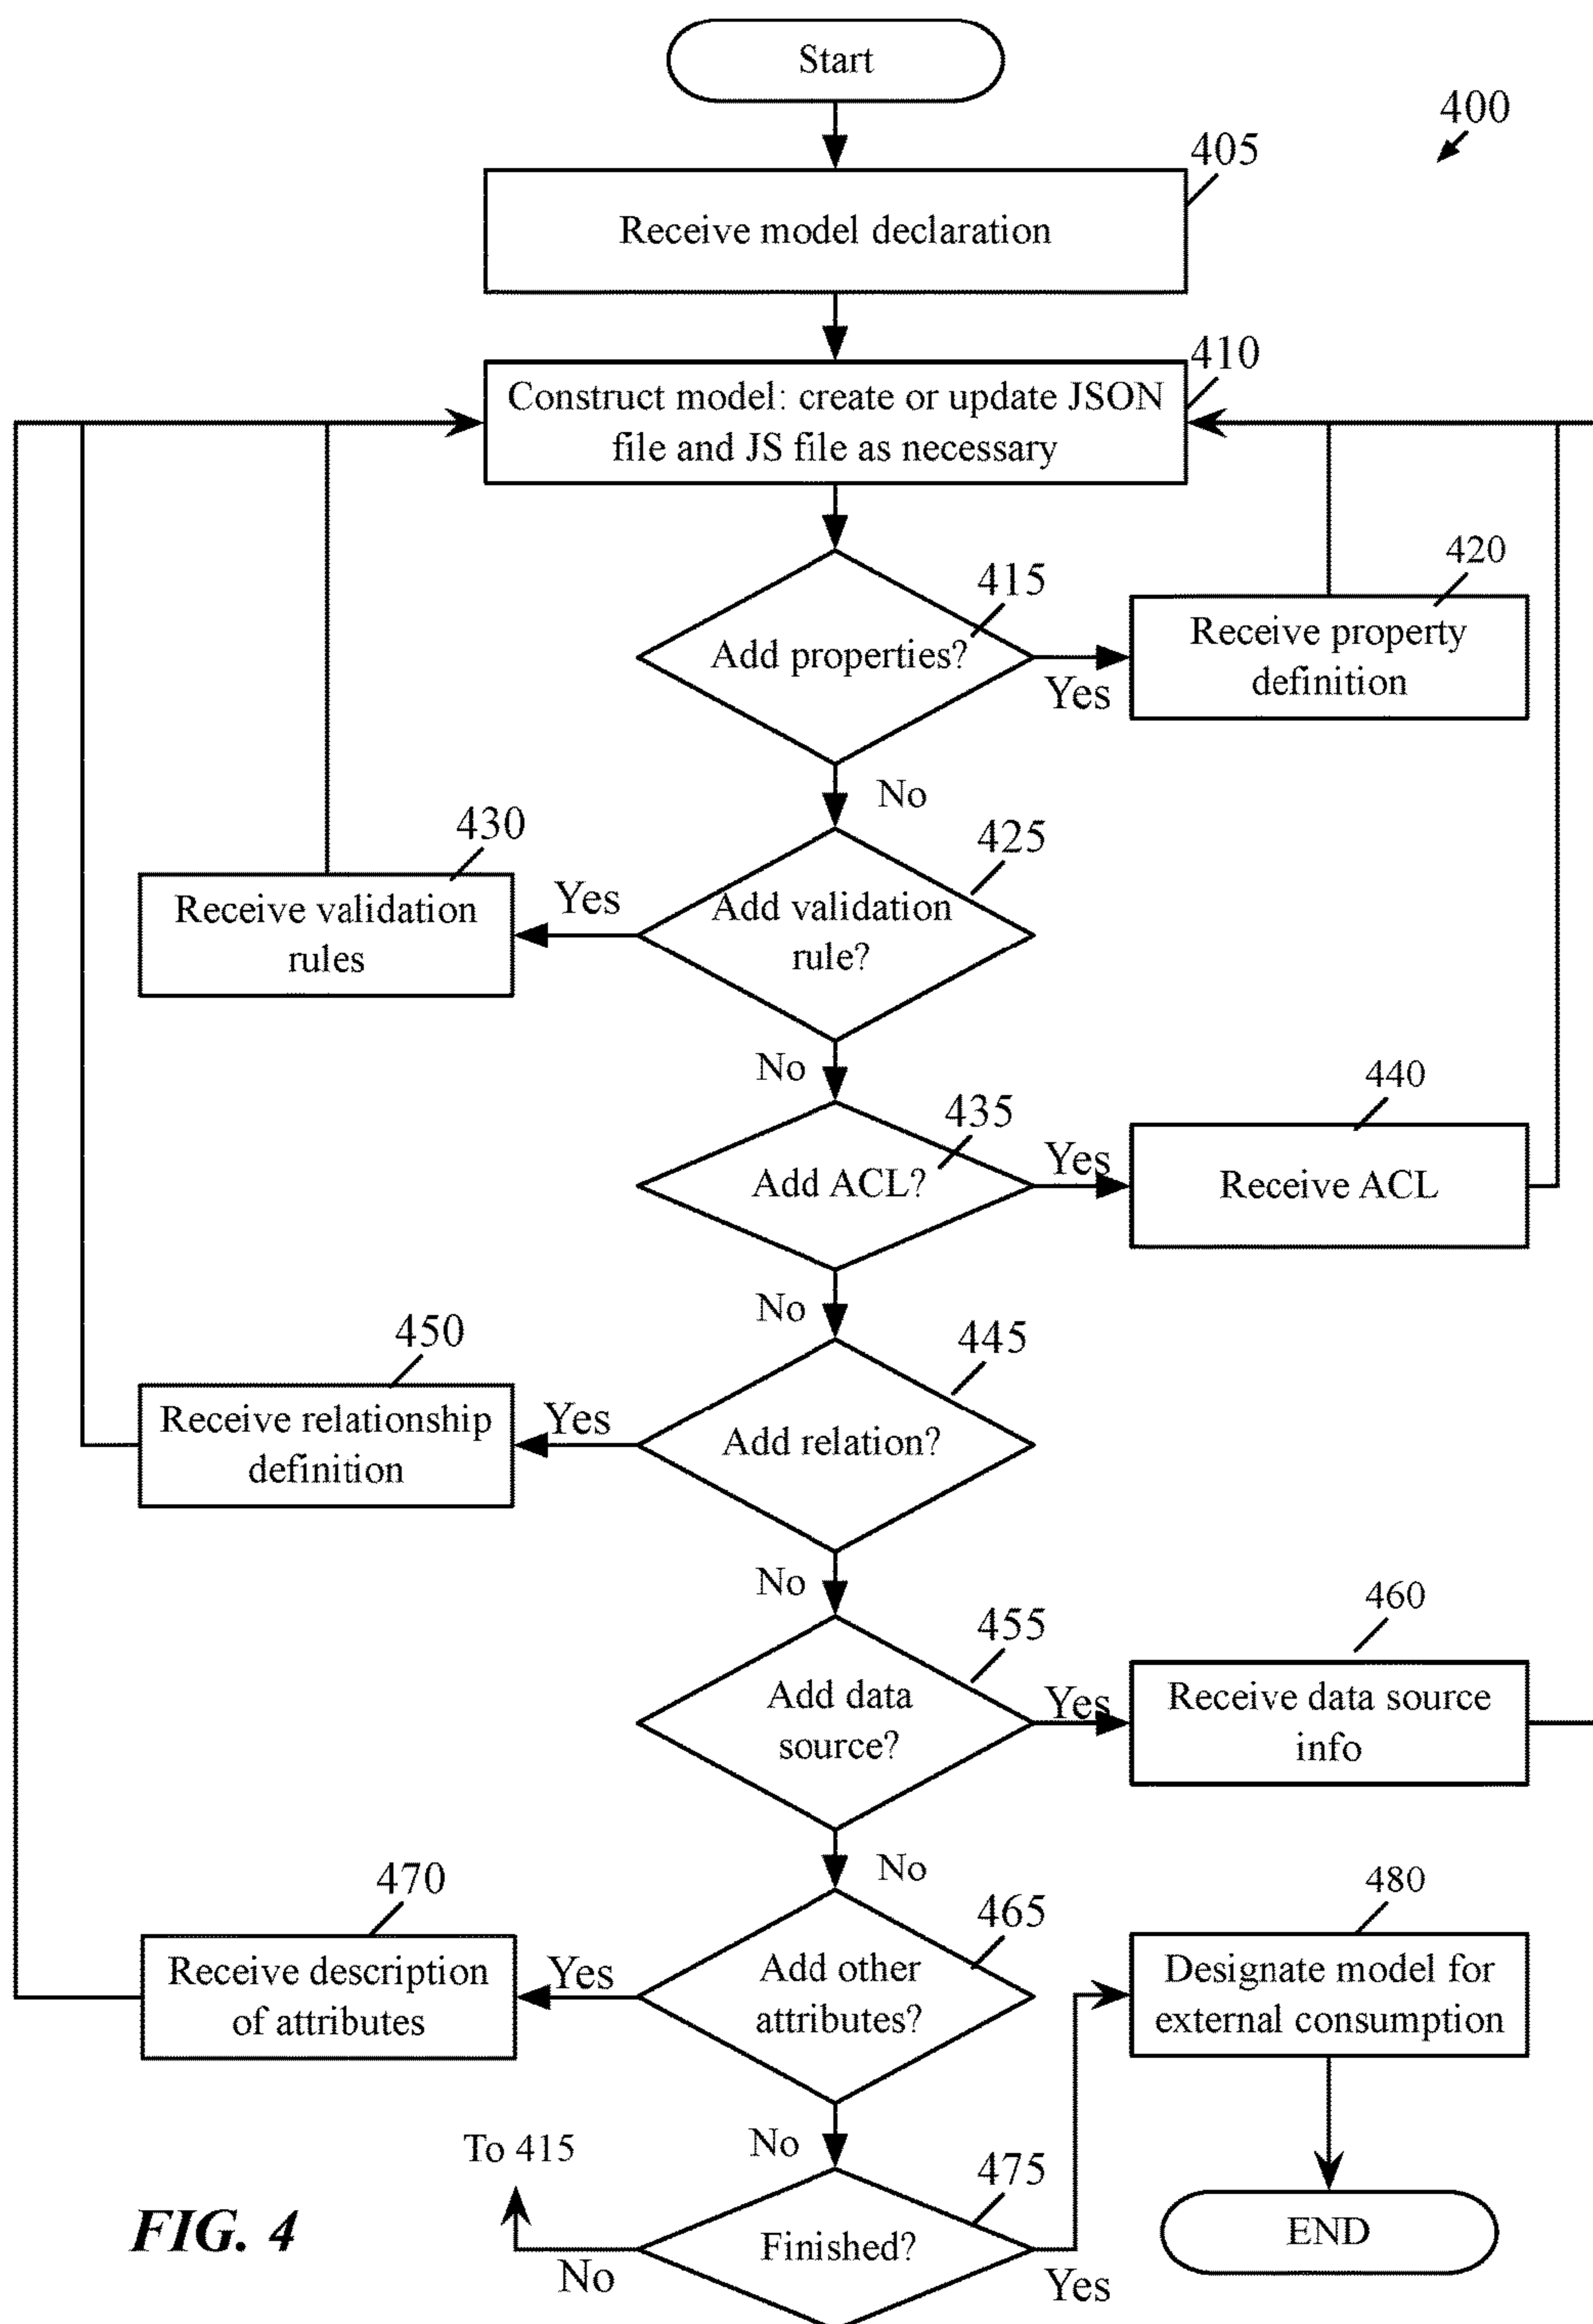 Start
400
405
Receive model declaration
410
Construct model: create or update JSON
file and JS file as necessary
415
Add properties?
Yes
420
Receive property
definition
No
430
Receive validation
rules
Yes
425
Add validation
rule?
No
435
Add ACL?
Yes
440
Receive ACL
No
450
Receive relationship
definition
Yes
445
Add relation?
No
455
Add data
source?
Yes
460
Receive data source
info
No
470
Receive description
of attributes
Yes
465
Add other
attributes?
480
Designate model for
external consumption
No
To 415
475
Finished?
No
Yes
END
FIG. 4